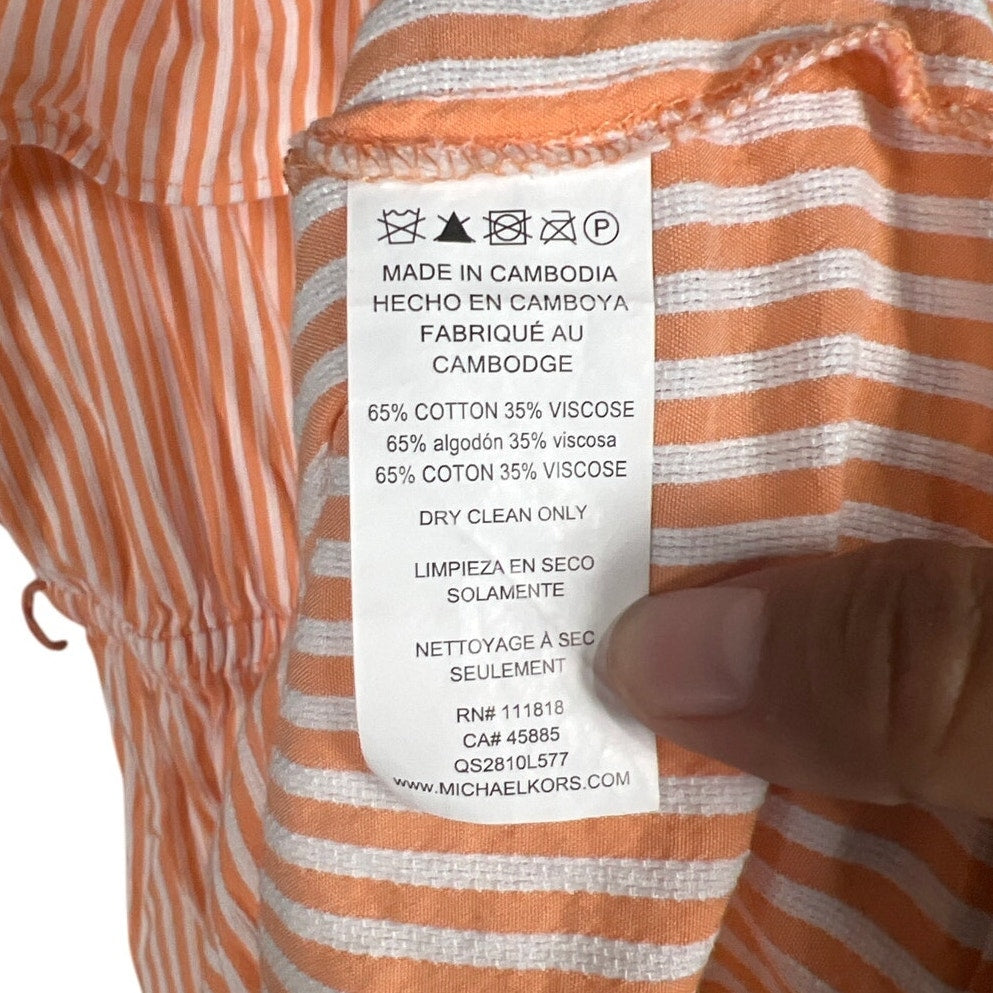 P
MADE IN CAMBODIA
HECHO EN CAMBOYA
FABRIQUÉ AU
CAMBODGE
65% COTTON 35% VISCOSE
65% algodón 35% viscosa
65% COTON 35% VISCOSE
DRY CLEAN ONLY
LIMPIEZA EN SECO
SOLAMENTE
NETTOYAGE À SEC
SEULEMENT
RN# 111818
CA# 45885
QS2810L577
www.MICHAELKORS.COM